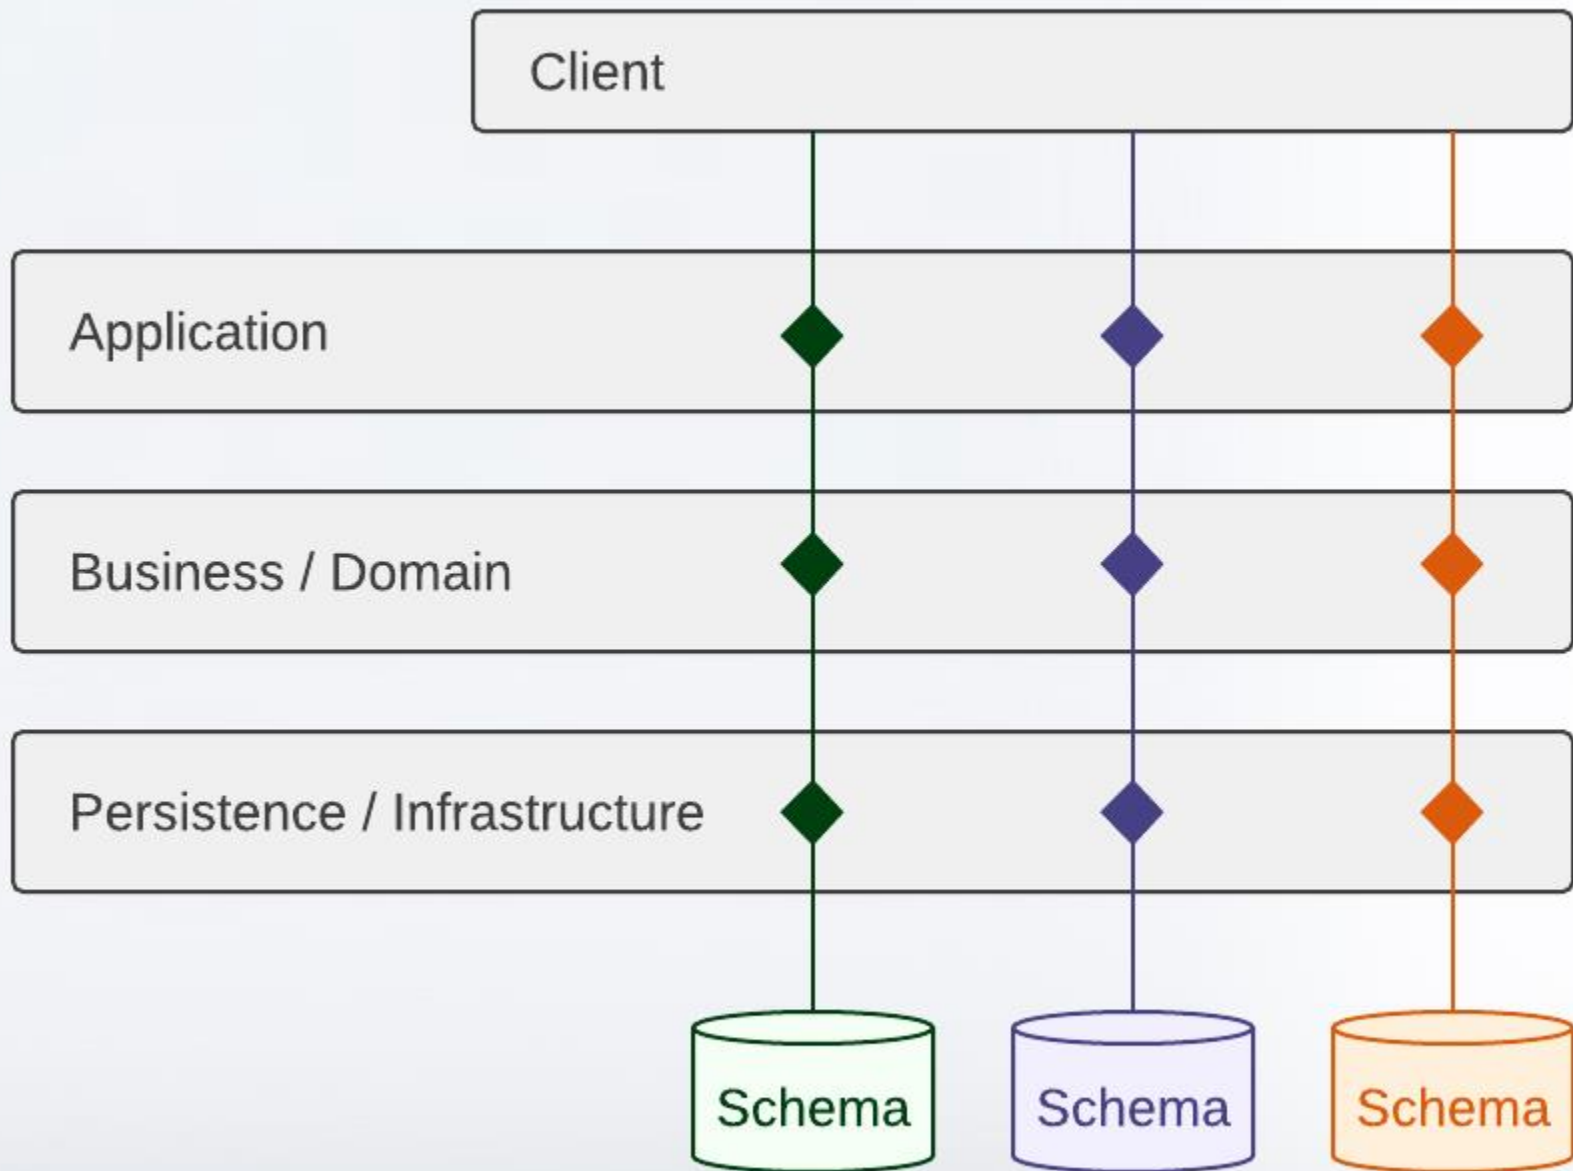 Client
Application
Business / Domain
Persistence / Infrastructure
Schema
Schema
Schema